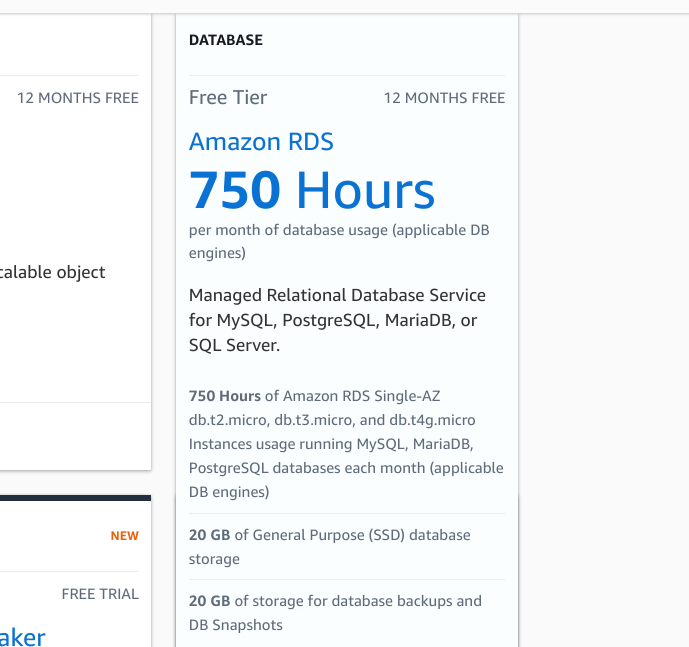 DATABASE
12 MONTHS FREE
Free Tier 12 MONTHS FREE
Amazon RDS
750 Hours
per month of database usage (applicable DB
engines)
calable object
Managed Relational Database Service
for MySQL, PostgreSQL, MariaDB, or
SQL Server.
750 Hours of Amazon RDS Single-AZ
db.t2.micro, db.t3.micro, and db.t4g.micro
Instances usage running MySQL, MariaDB,
PostgreSQL databases each month (applicable
DB engines)
NEW
20 GB of General Purpose (SSD) database
storage
FREE TRIAL
20 GB of storage for database backups and
DB Snapshots
aker